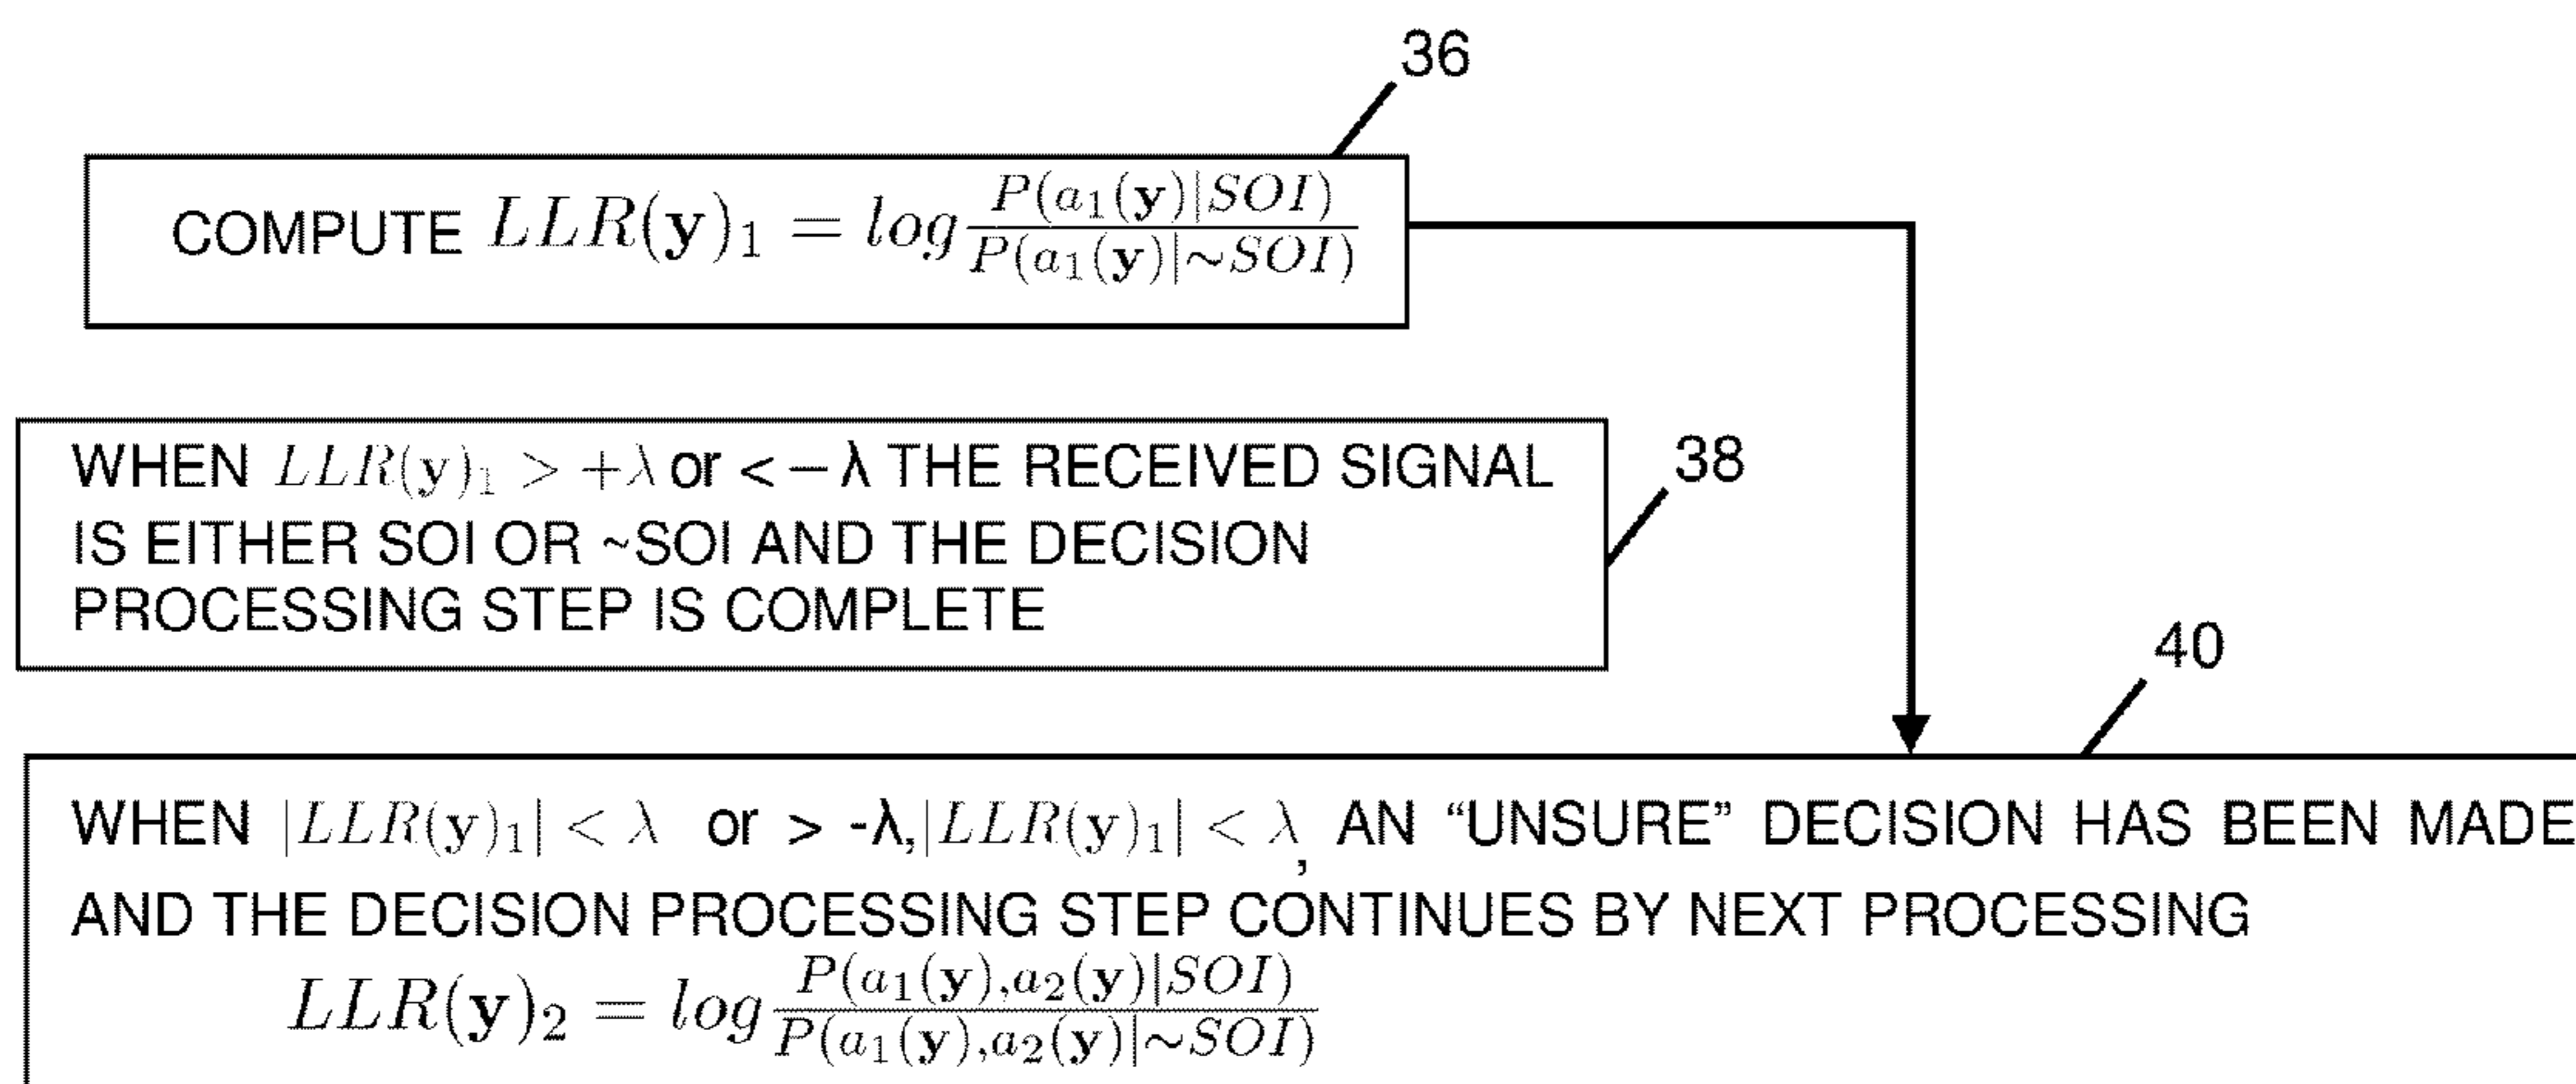 36
COMPUTE LLR(y)₁ = log P(a₁(y)|SOI) / P(a₁(y)|~SOI)
WHEN LLR(y)₁ > +λ or < – λ THE RECEIVED SIGNAL
IS EITHER SOI OR ~SOI AND THE DECISION
PROCESSING STEP IS COMPLETE
38
40
WHEN |LLR(y)₁| < λ or > -λ,|LLR(y)₁| < λ, AN “UNSURE” DECISION HAS BEEN MADE
AND THE DECISION PROCESSING STEP CONTINUES BY NEXT PROCESSING
LLR(y)₂ = log P(a₁(y),a₂(y)|SOI) / P(a₁(y),a₂(y)|~SOI)